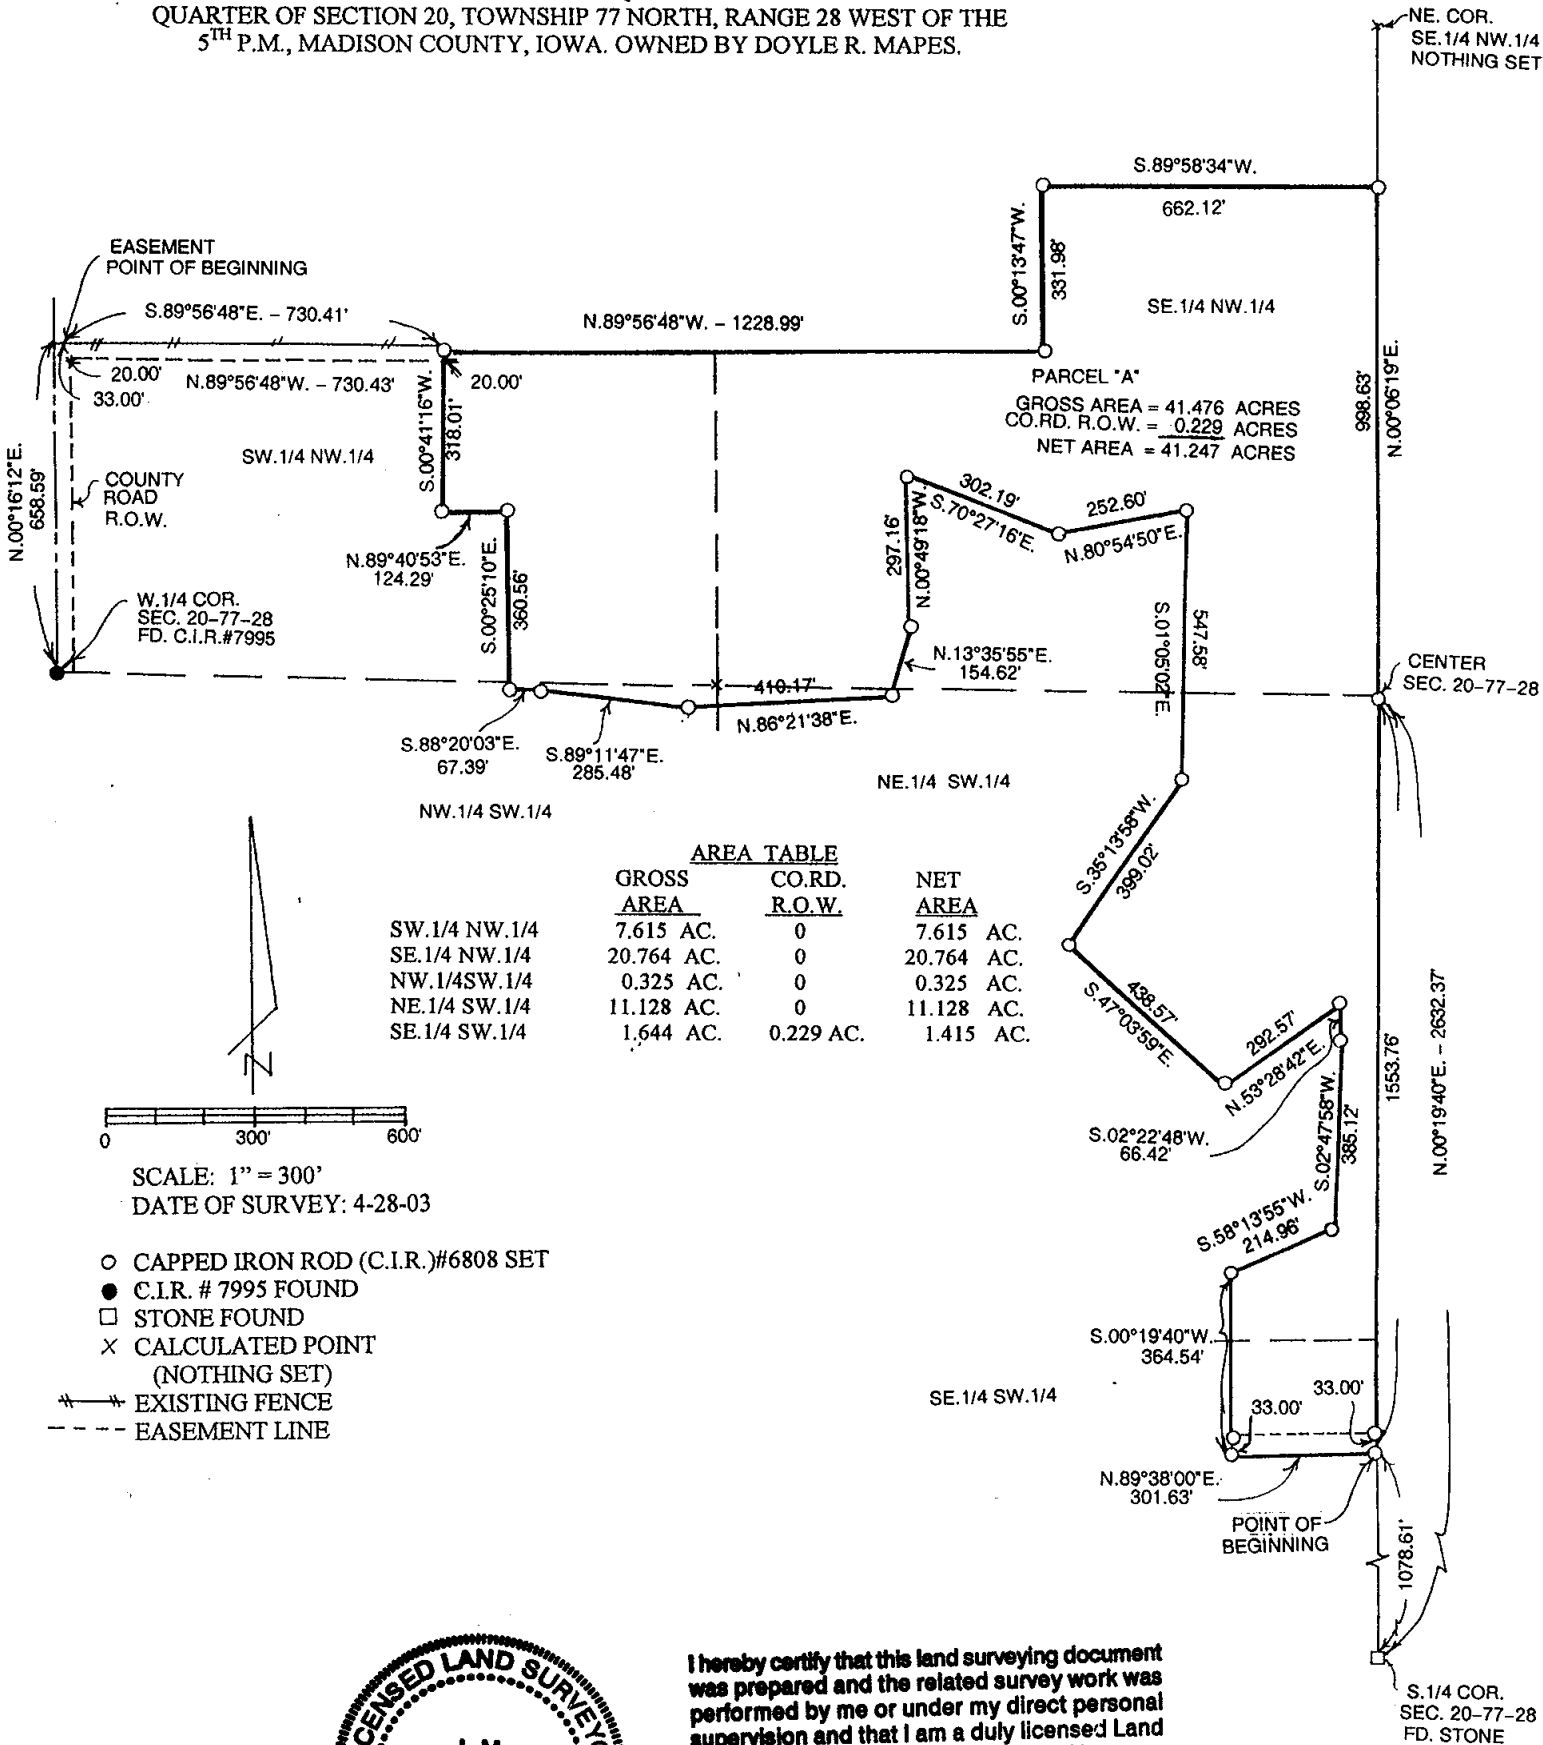 QUARTER OF SECTION 20, TOWNSHIP 77 NORTH, RANGE 28 WEST OF THE
5TH P.M., MADISON COUNTY, IOWA. OWNED BY DOYLE R. MAPES.
NE. COR.
SE.1/4 NW.1/4
NOTHING SET
S.89°58'34"W.
662.12'
S.00°13'47"W.
331.98'
SE.1/4 NW.1/4
EASEMENT
POINT OF BEGINNING
S.89°56'48"E. - 730.41'
N.89°56'48"W. - 1228.99'
20.00'
N.89°56'48"W. - 730.43'
20.00'
33.00'
PARCEL "A"
GROSS AREA = 41.476 ACRES
CO.RD. R.O.W. = 0.229 ACRES
NET AREA = 41.247 ACRES
998.63'
N.00°06'19"E.
S.00°41'16"W.
318.01'
SW.1/4 NW.1/4
COUNTY
ROAD
R.O.W.
N.00°16'12"E.
658.59'
302.19'
S.70°27'16"E.
252.60'
N.80°54'50"E.
297.16'
N.00°49'18"W.
N.89°40'53"E.
124.29'
S.00°25'10"E.
360.56'
W.1/4 COR.
SEC. 20-77-28
FD. C.I.R.#7995
S.01°05'02"E.
547.58'
N.13°35'55"E.
154.62'
CENTER
SEC. 20-77-28
410.17'
N.86°21'38"E.
S.88°20'03"E.
67.39'
S.89°11'47"E.
285.48'
NE.1/4 SW.1/4
NW.1/4 SW.1/4
S.35°13'58"W.
399.02'
AREA TABLE
GROSS CO.RD. NET
AREA R.O.W. AREA
SW.1/4 NW.1/4 7.615 AC. 0 7.615 AC.
SE.1/4 NW.1/4 20.764 AC. 0 20.764 AC.
NW.1/4SW.1/4 0.325 AC. 0 0.325 AC.
NE.1/4 SW.1/4 11.128 AC. 0 11.128 AC.
SE.1/4 SW.1/4 1.644 AC. 0.229 AC. 1.415 AC.
438.57'
S.47°03'59"E.
292.57'
N.53°28'42"E.
1553.76'
N.00°19'40"E. - 2632.37'
N
0 300' 600'
S.02°22'48"W.
66.42'
S.02°47'58"W.
385.12'
SCALE: 1" = 300'
DATE OF SURVEY: 4-28-03
S.58°13'55"W.
214.96'
CAPPED IRON ROD (C.I.R.)#6808 SET
C.I.R. # 7995 FOUND
STONE FOUND
CALCULATED POINT
(NOTHING SET)
EXISTING FENCE
EASEMENT LINE
S.00°19'40"W.
364.54'
SE.1/4 SW.1/4
33.00'
33.00'
N.89°38'00"E.
301.63'
POINT OF
BEGINNING
1078.61'
S.1/4 COR.
SEC. 20-77-28
FD. STONE
I hereby certify that this land surveying document
was prepared and the related survey work was
performed by me or under my direct personal
supervision and that I am a duly licensed Land